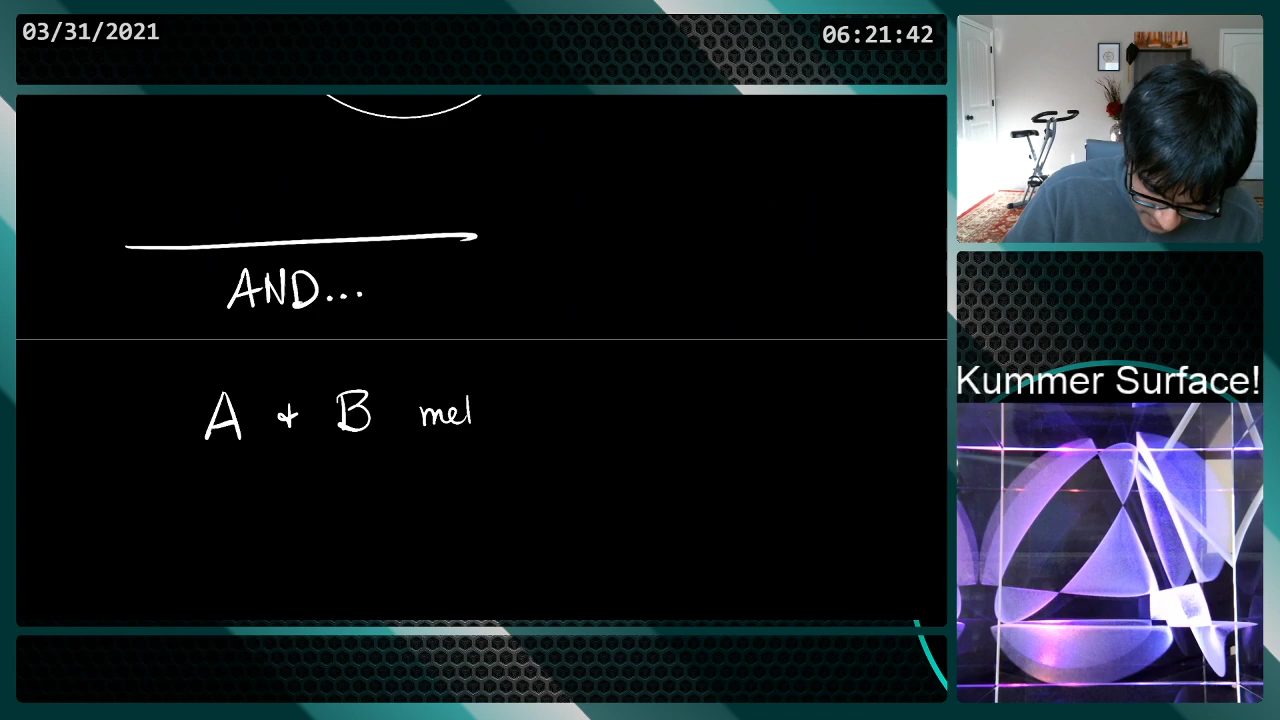 03/31/2021
06:21:42
AND...
A + B mel
Kummer Surface!